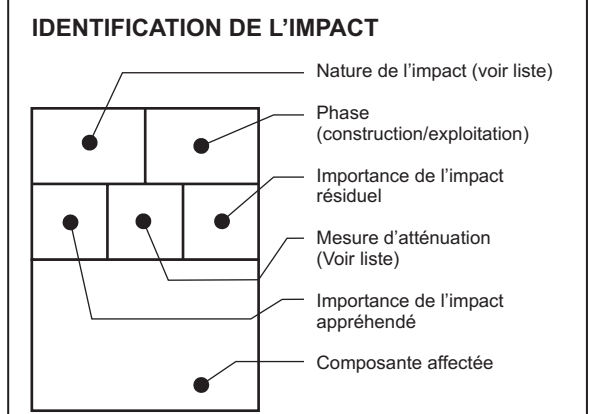 IDENTIFICATION DE L'IMPACT
Nature de l'impact (voir liste)
Phase
(construction/exploitation)
Importance de l'impact
résiduel
Mesure d'atténuation
(Voir liste)
Importance de l'impact
appréhendé
Composante affectée